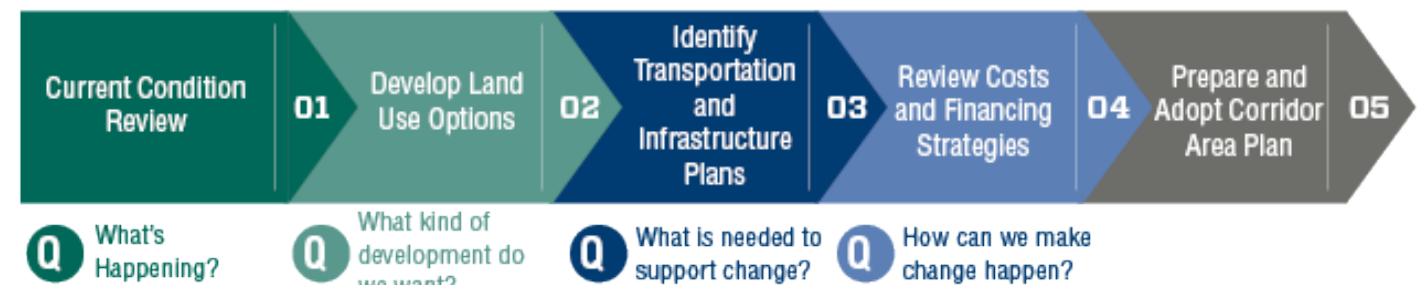 Current Condition
Review
01
Develop Land
Use Options
02
Identify
Transportation
and
Infrastructure
Plans
03
Review Costs
and Financing
Strategies
04
Prepare and
Adopt Corridor
Area Plan
05
Q
What's
Happening?
Q
What kind of
development do
we want?
Q
What is needed to
support change?
Q
How can we make
change happen?